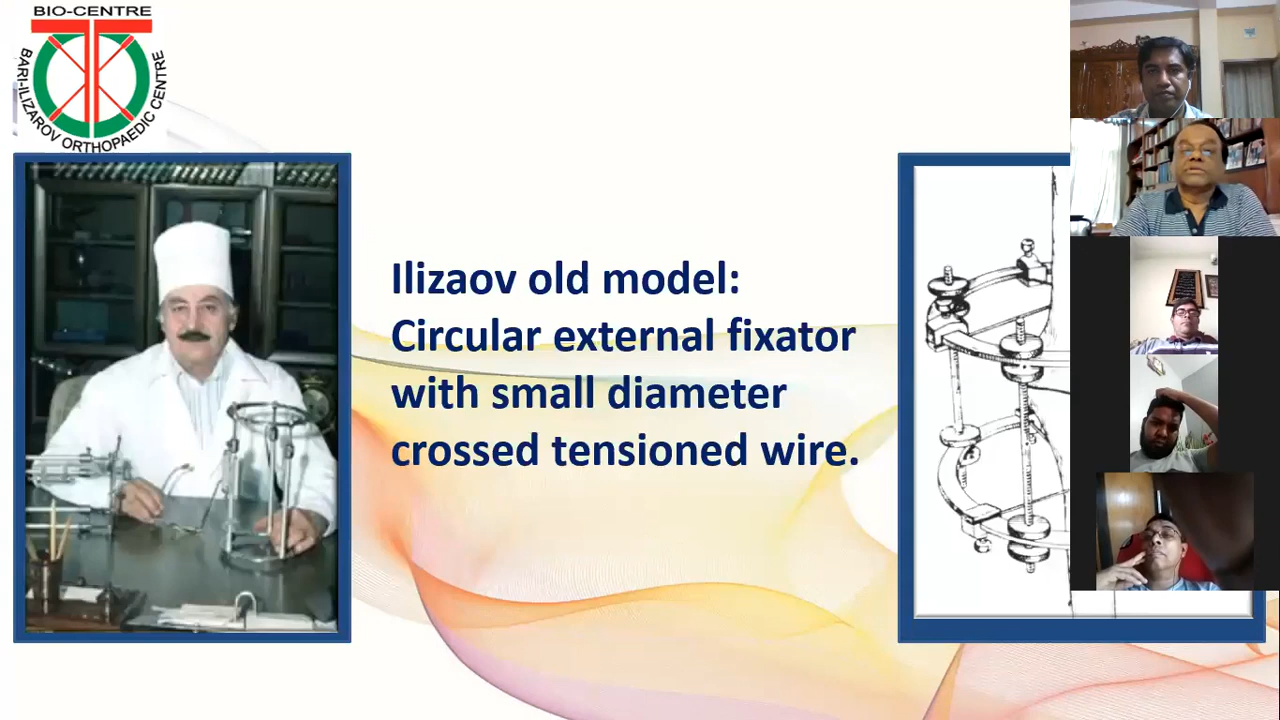 BIO-CENTRE
BARI-ILIZAROV ORTHOPAEDIC CENTRE
Ilizaov old model:
Circular external fixator
with small diameter
crossed tensioned wire.